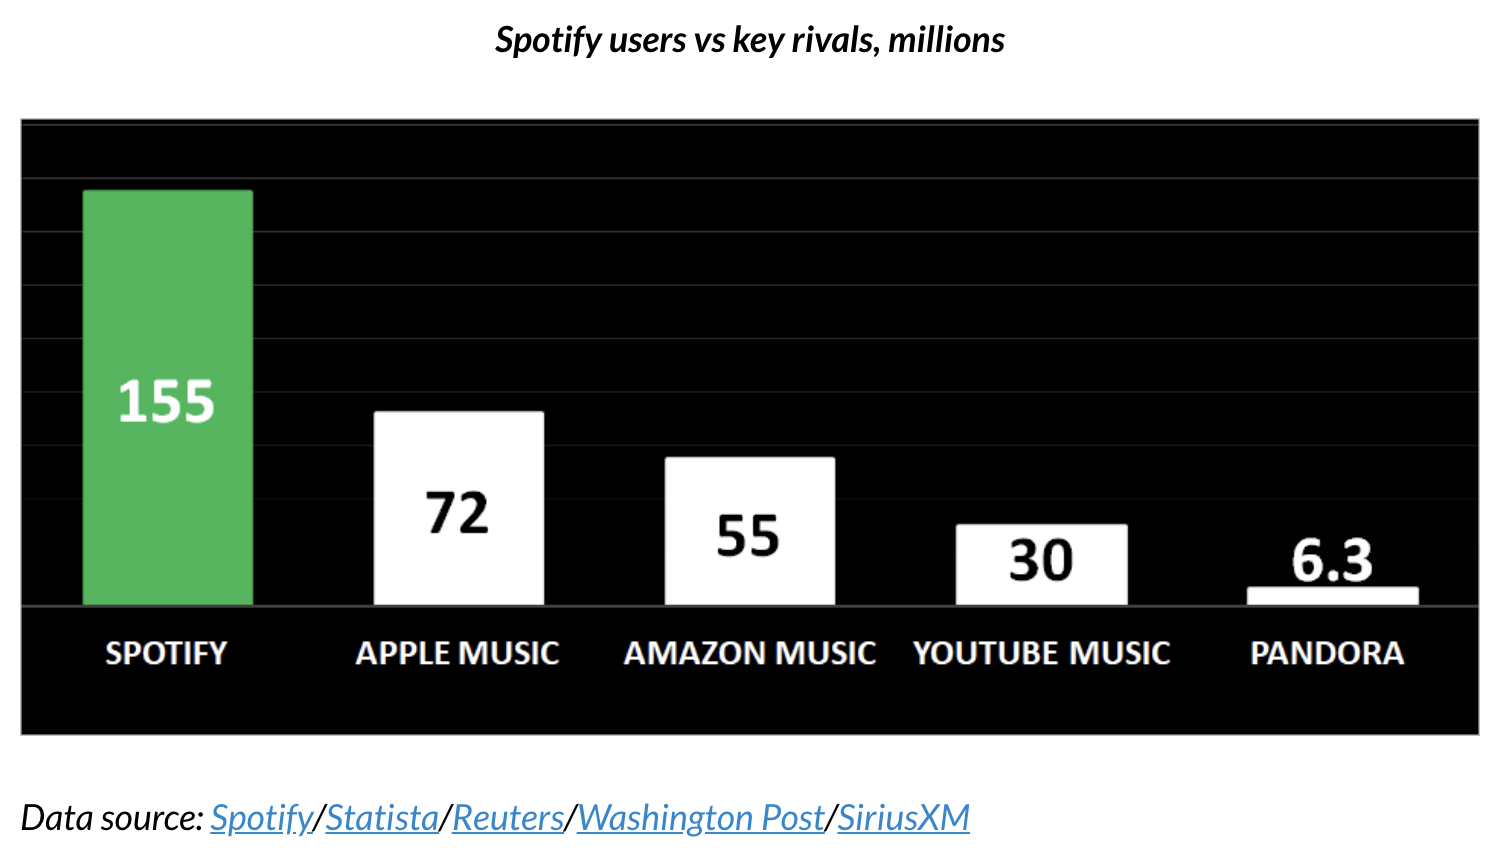 Spotify users vs key rivals, millions
155
72
55
30
6.3
SPOTIFY
APPLE MUSIC
AMAZON MUSIC
YOUTUBE MUSIC
PANDORA
Data source: Spotify/Statista/Reuters/Washington Post/SiriusXM